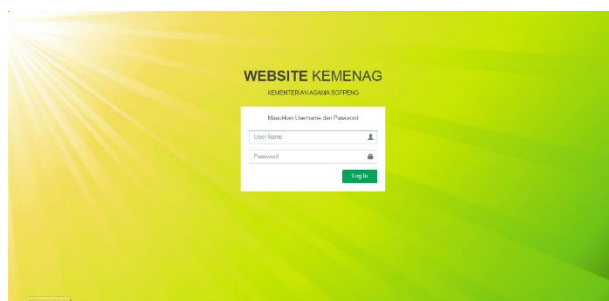 WEBSITE KEMENAG
KEMENTERIAN AGAMA SOPPENG
Masukkan Username dan Password
User Name
Password
Log In